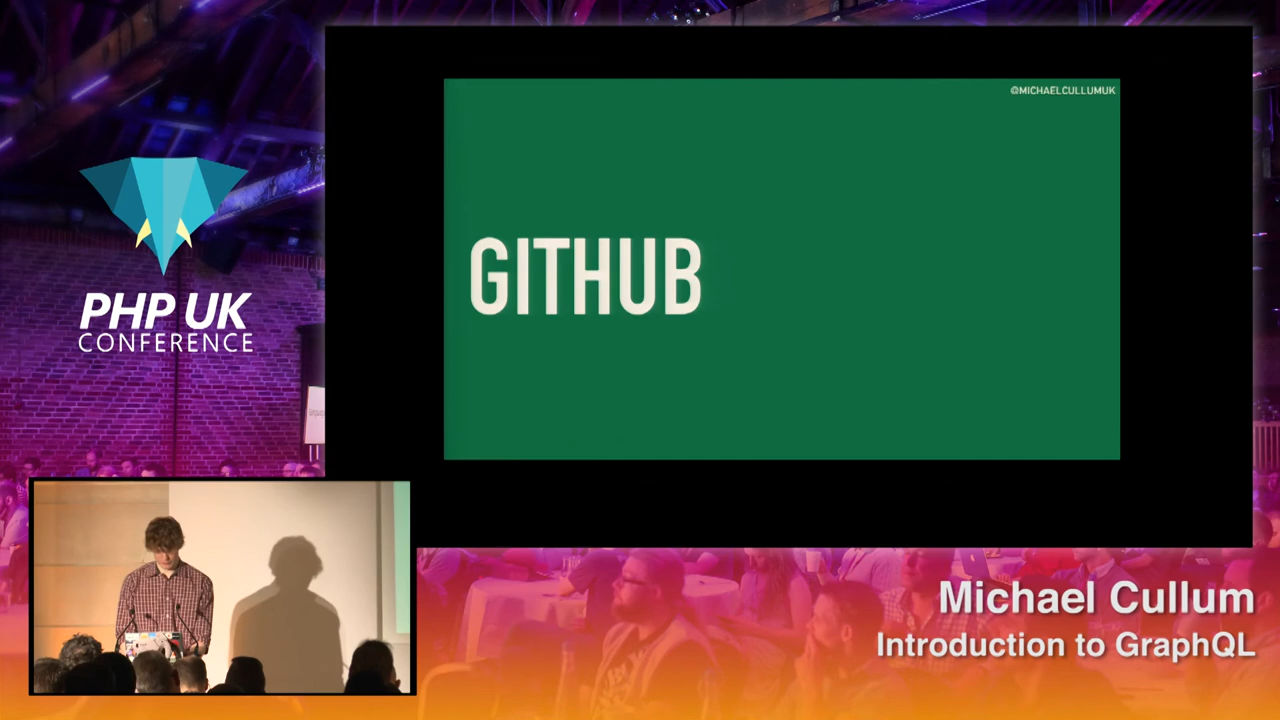 @MICHAELCULLUMUK
GITHUB
PHP UK
CONFERENCE
Michael Cullum
Introduction to GraphQL